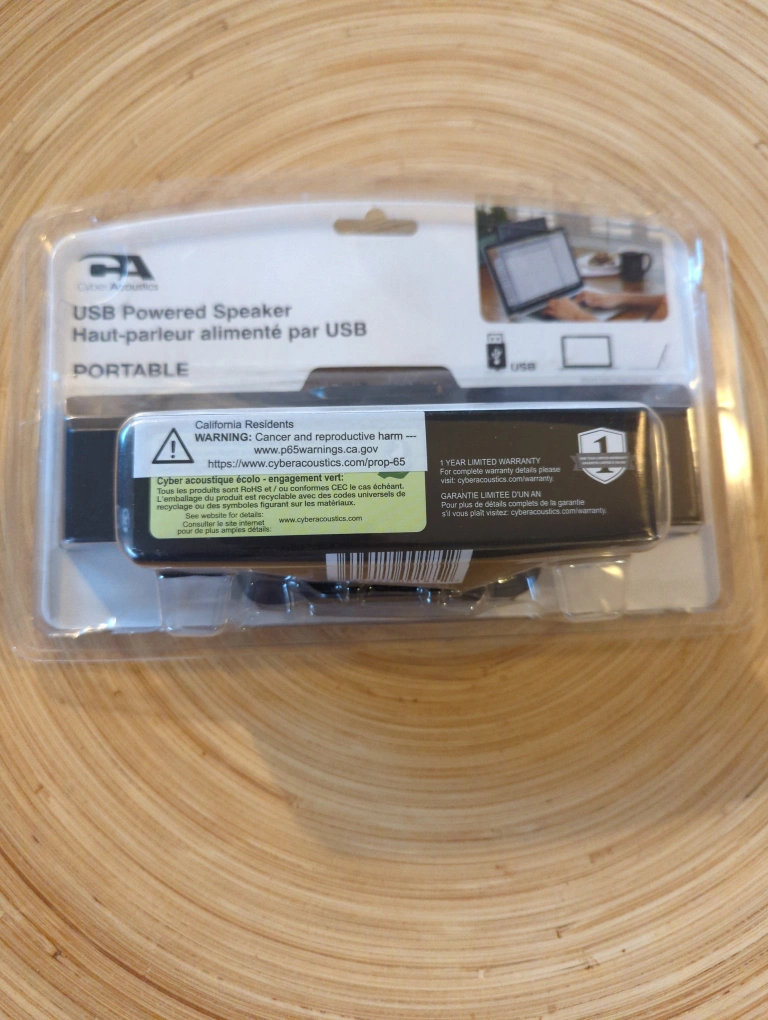 CA
Cyber Acoustics
USB Powered Speaker
Haut-parleur alimenté par USB
PORTABLE
USB
California Residents
WARNING: Cancer and reproductive harm ---
www.p65warnings.ca.gov
https://www.cyberacoustics.com/prop-65
Cyber acoustique écolo - engagement vert:
Tous les produits sont RoHS et / ou conformes CEC le cas échéant.
L'emballage du produit est recyclable avec des codes universels de
recyclage ou des symboles figurant sur les matériaux.
See website for details:
Consulter le site internet
pour de plus amples détails:
www.cyberacoustics.com
1 YEAR LIMITED WARRANTY
For complete warranty details please
visit: cyberacoustics.com/warranty.
GARANTIE LIMITEE D'UN AN
Pour plus de détails complets de la garantie
s'il vous plaît visitez: cyberacoustics.com/warranty.
1